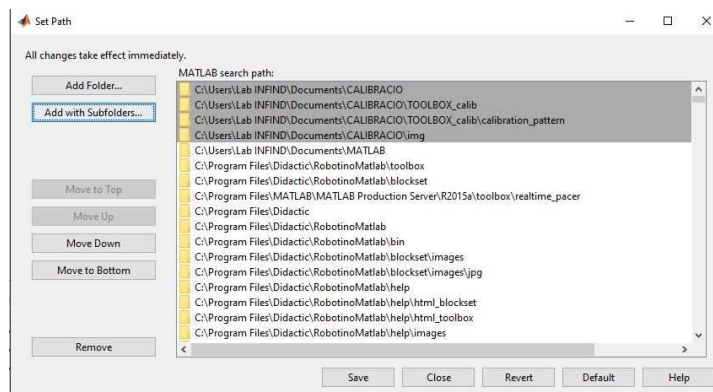 Set Path
All changes take effect immediately.
MATLAB search path:
Add Folder...
Add with Subfolders...
Move to Top
Move Up
Move Down
Move to Bottom
Remove
C:\Users\Lab INFIND\Documents\CALIBRACIO
C:\Users\Lab INFIND\Documents\CALIBRACIO\TOOLBOX_calib
C:\Users\Lab INFIND\Documents\CALIBRACIO\TOOLBOX_calib\calibration_pattern
C:\Users\Lab INFIND\Documents\CALIBRACIO\img
C:\Users\Lab INFIND\Documents\MATLAB
C:\Program Files\Didactic\RobotinoMatlab\toolbox
C:\Program Files\Didactic\RobotinoMatlab\blockset
C:\Program Files\MATLAB\MATLAB Production Server\R2015a\toolbox\realtime_pacer
C:\Program Files\Didactic
C:\Program Files\Didactic\RobotinoMatlab
C:\Program Files\Didactic\RobotinoMatlab\bin
C:\Program Files\Didactic\RobotinoMatlab\blockset\images
C:\Program Files\Didactic\RobotinoMatlab\blockset\images\jpg
C:\Program Files\Didactic\RobotinoMatlab\help
C:\Program Files\Didactic\RobotinoMatlab\help\html_blockset
C:\Program Files\Didactic\RobotinoMatlab\help\html_toolbox
C:\Program Files\Didactic\RobotinoMatlab\help\images
Save
Close
Revert
Default
Help